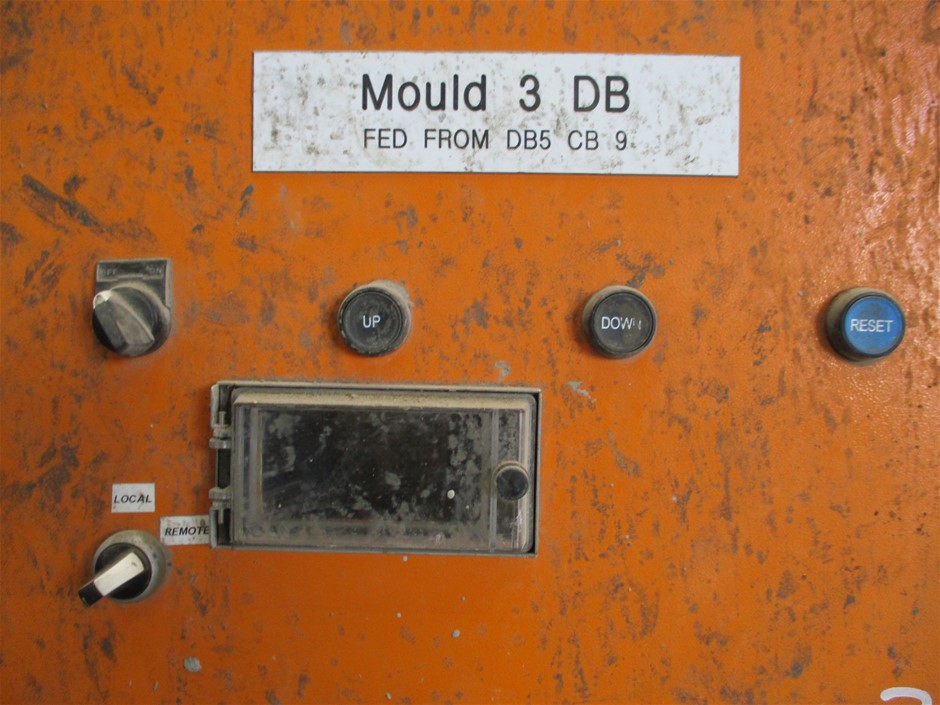 Mould 3 DB
FED FROM DB5 CB 9
UP
DOWN
RESET
LOCAL
REMOTE